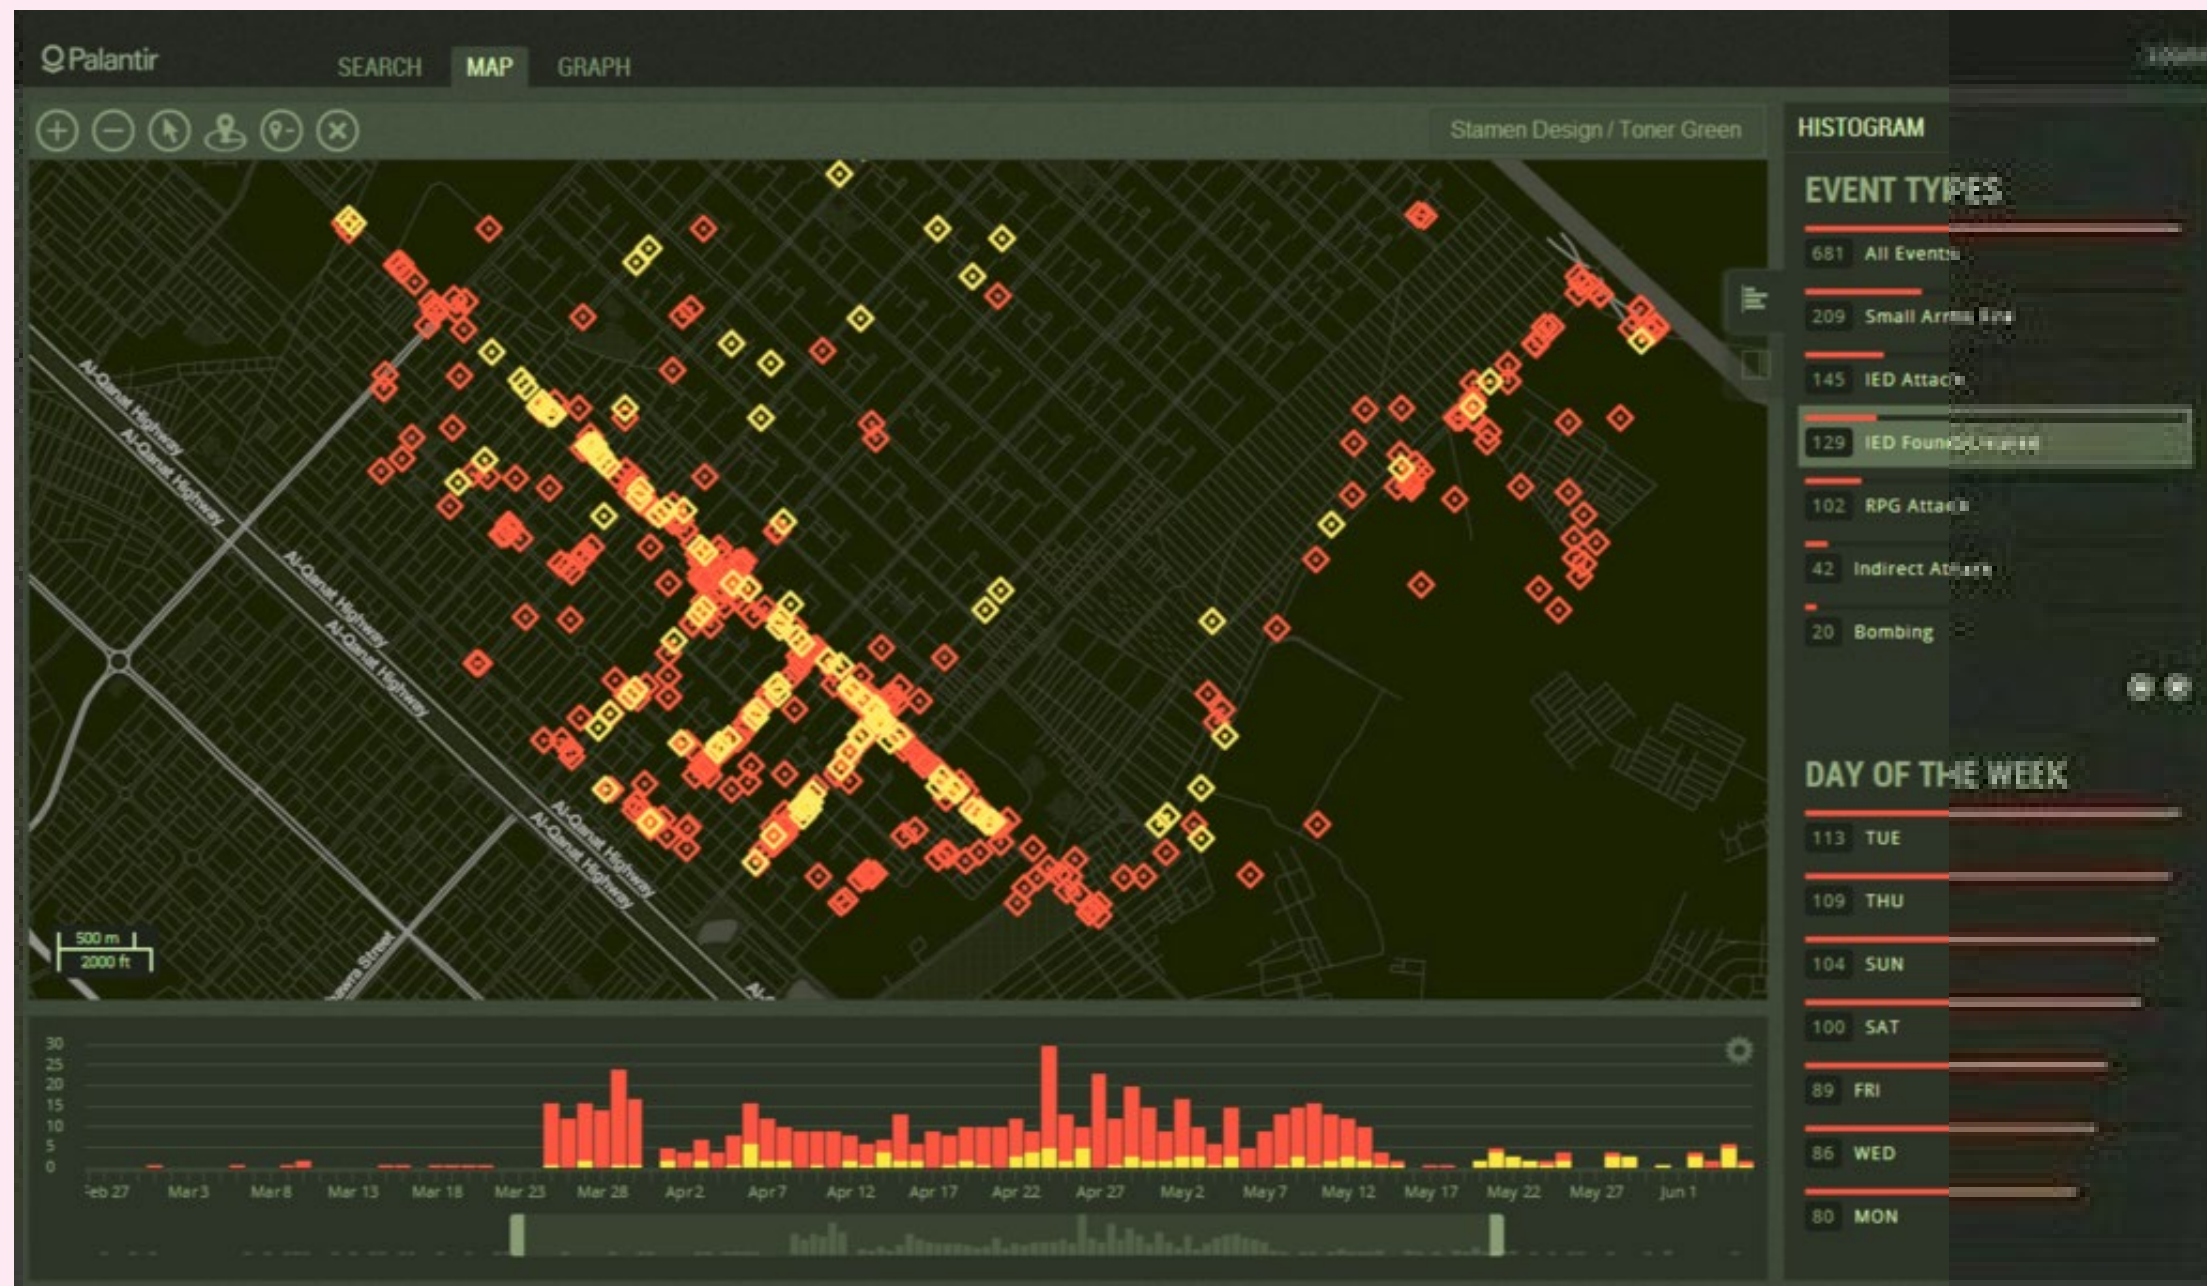 Palantir
SEARCH MAP GRAPH
Stamen Design / Toner Green
HISTOGRAM
EVENT TYPES
681 All Events
209 Small Arms Fire
145 IED Attack
129 IED Found/Cleared
102 RPG Attack
42 Indirect Attack
20 Bombing
DAY OF THE WEEK
113 TUE
109 THU
104 SUN
100 SAT
89 FRI
86 WED
80 MON
Al-Qanat Highway
Al-Qanat Highway
Al-Qanat Highway
Al-Qanat Highway
Al-Qanat Highway
Al-Qanat Highway
Street
500 m
2000 ft
30
25
20
15
10
5
0
Feb 27 Mar 3 Mar 8 Mar 13 Mar 18 Mar 23 Mar 28 Apr 2 Apr 7 Apr 12 Apr 17 Apr 22 Apr 27 May 2 May 7 May 12 May 17 May 22 May 27 Jun 1